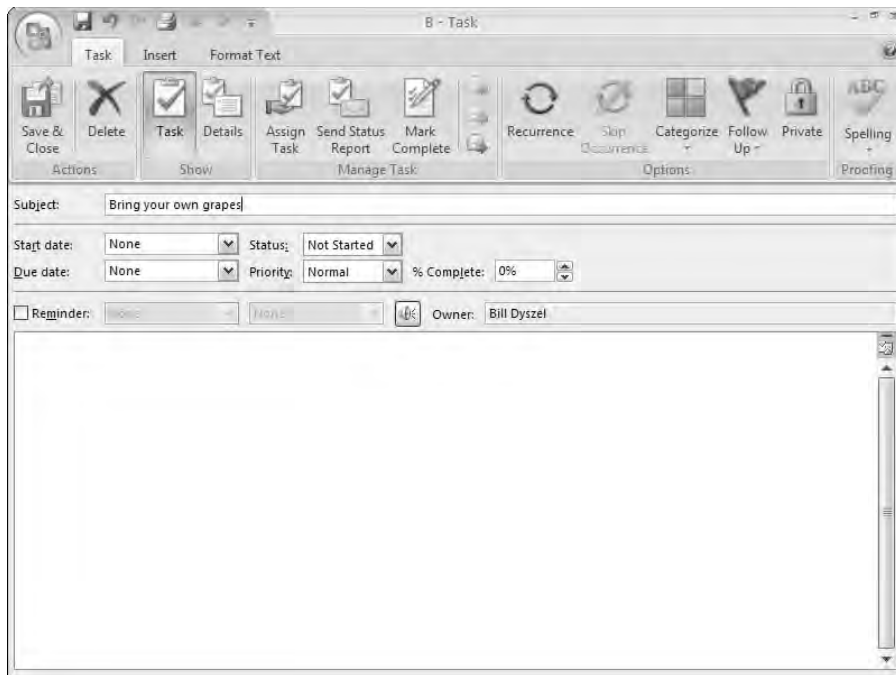 B - Task
Task Insert Format Text
Save & Close Delete Task Details Assign Task Send Status Report Mark Complete Recurrence Skip Occurrence Categorize Follow Up Private ABC Spelling
Actions Show Manage Task Options Proofing
Subject: Bring your own grapes
Start date: None Status: Not Started
Due date: None Priority: Normal % Complete: 0%
Reminder: None None Owner: Bill Dyszel